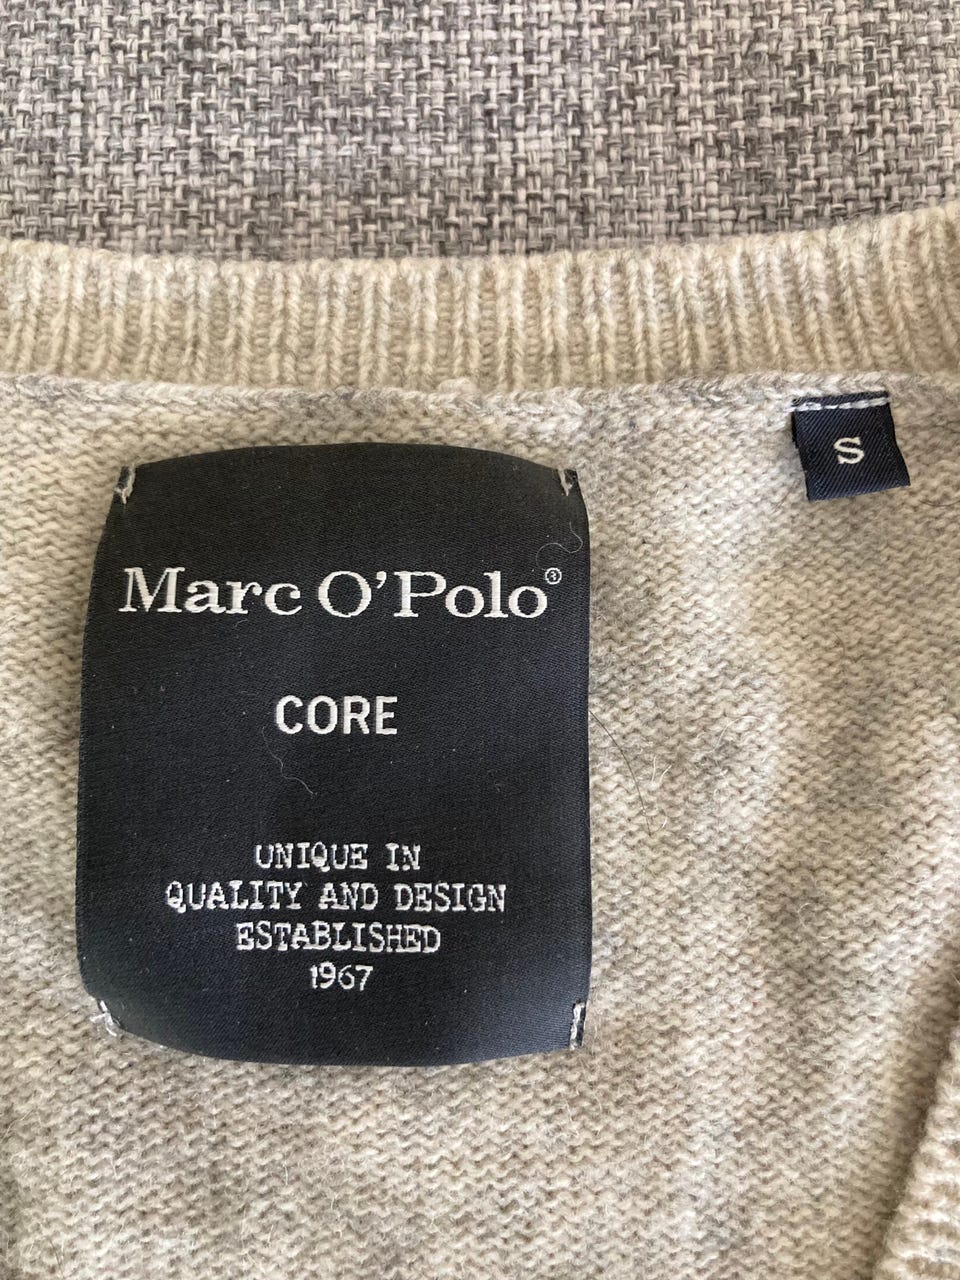 Marc O'Polo®
CORE
UNIQUE IN
QUALITY AND DESIGN
ESTABLISHED
1967
S